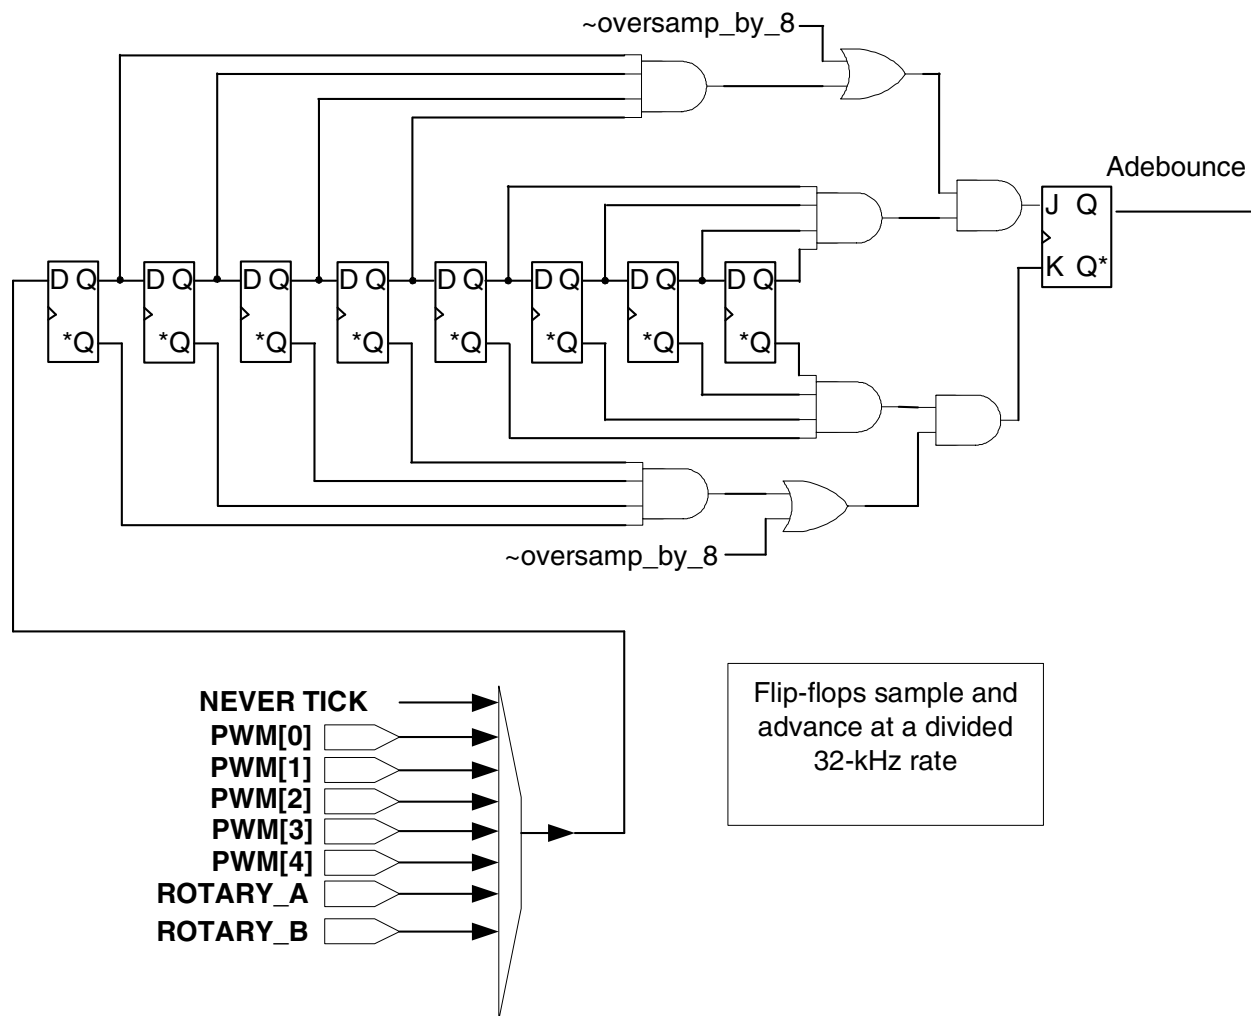 ~oversamp_by_8
Adebounce
J Q
K Q*
D Q D Q D Q D Q D Q D Q D Q D Q
*Q *Q *Q *Q *Q *Q *Q *Q
~oversamp_by_8
NEVER TICK
PWM[0]
PWM[1]
PWM[2]
PWM[3]
PWM[4]
ROTARY_A
ROTARY_B
Flip-flops sample and
advance at a divided
32-kHz rate